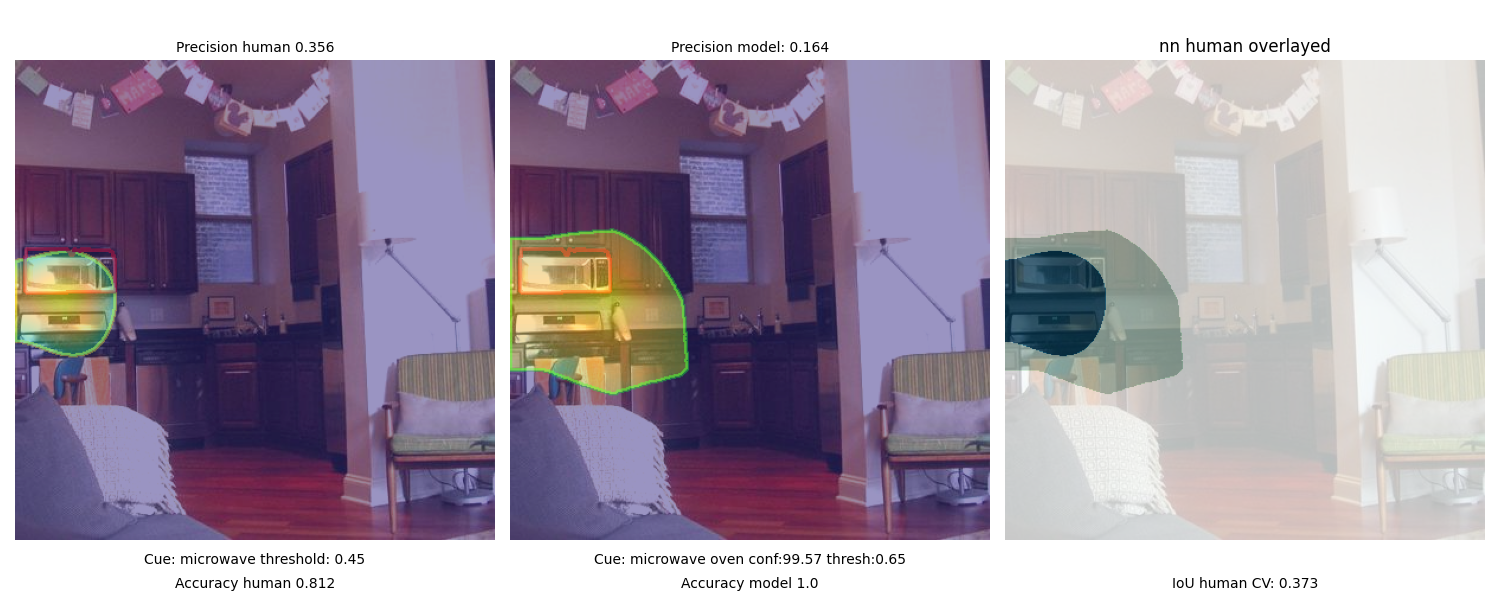 Precision human 0.356
Precision model: 0.164
nn human overlayed
Cue: microwave threshold: 0.45
Cue: microwave oven conf:99.57 thresh:0.65
Accuracy human 0.812
Accuracy model 1.0
IoU human CV: 0.373